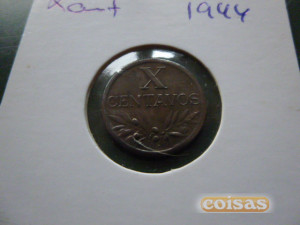 1944
X
CENTAVOS
coisas